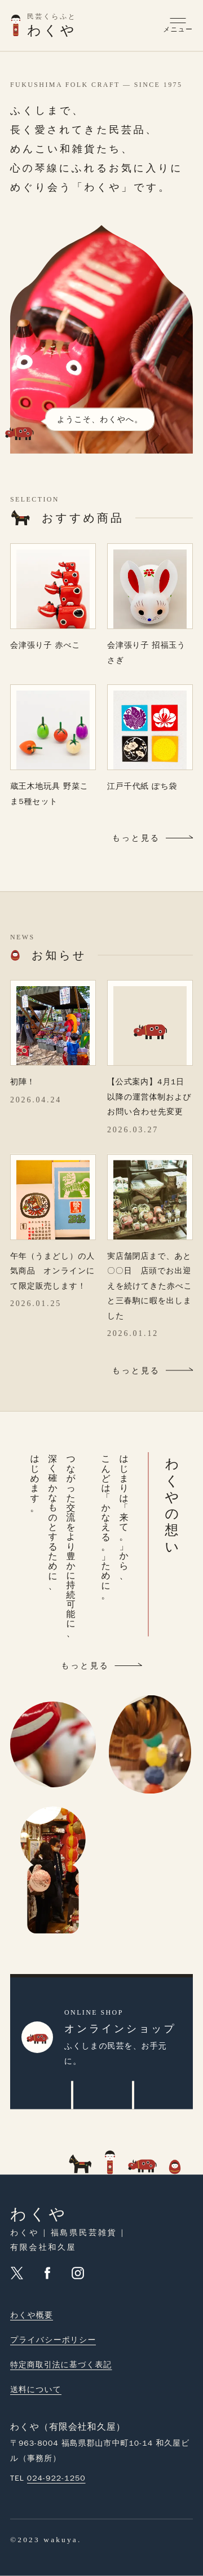 民芸くらふと
わくや
メニュー
FUKUSHIMA FOLK CRAFT — SINCE 1975
ふくしまで、
長く愛されてきた民芸品、
めんこい和雑貨たち、
心の琴線にふれるお気に入りに
めぐり会う「わくや」です。
ようこそ、わくやへ。
SELECTION
おすすめ商品
会津張り子 赤べこ
会津張り子 招福玉う
さぎ
蔵王木地玩具 野菜こ
ま5種セット
江戸千代紙 ぽち袋
もっと見る
NEWS
お知らせ
初陣！
2026.04.24
【公式案内】4月1日
以降の運営体制および
お問い合わせ先変更
2026.03.27
午年（うまどし）の人
気商品 オンラインに
て限定販売します！
2026.01.25
実店舗閉店まで、あと
〇〇日 店頭でお出迎
えを続けてきた赤べこ
と三春駒に暇を出しま
した
2026.01.12
もっと見る
わくやの想い
はじまりは「来て。」から、
こんどは「かなえる。」ために。
つながった交流をより豊かに持続可能に、
深く確かなものとするために、
はじめます。
もっと見る
ONLINE SHOP
オンラインショップ
ふくしまの民芸を、お手元
に。
わくや
わくや | 福島県民芸雑貨 |
有限会社和久屋
わくや概要
プライバシーポリシー
特定商取引法に基づく表記
送料について
わくや（有限会社和久屋）
〒963-8004 福島県郡山市中町10-14 和久屋ビ
ル（事務所）
TEL 024-922-1250
©2023 wakuya.